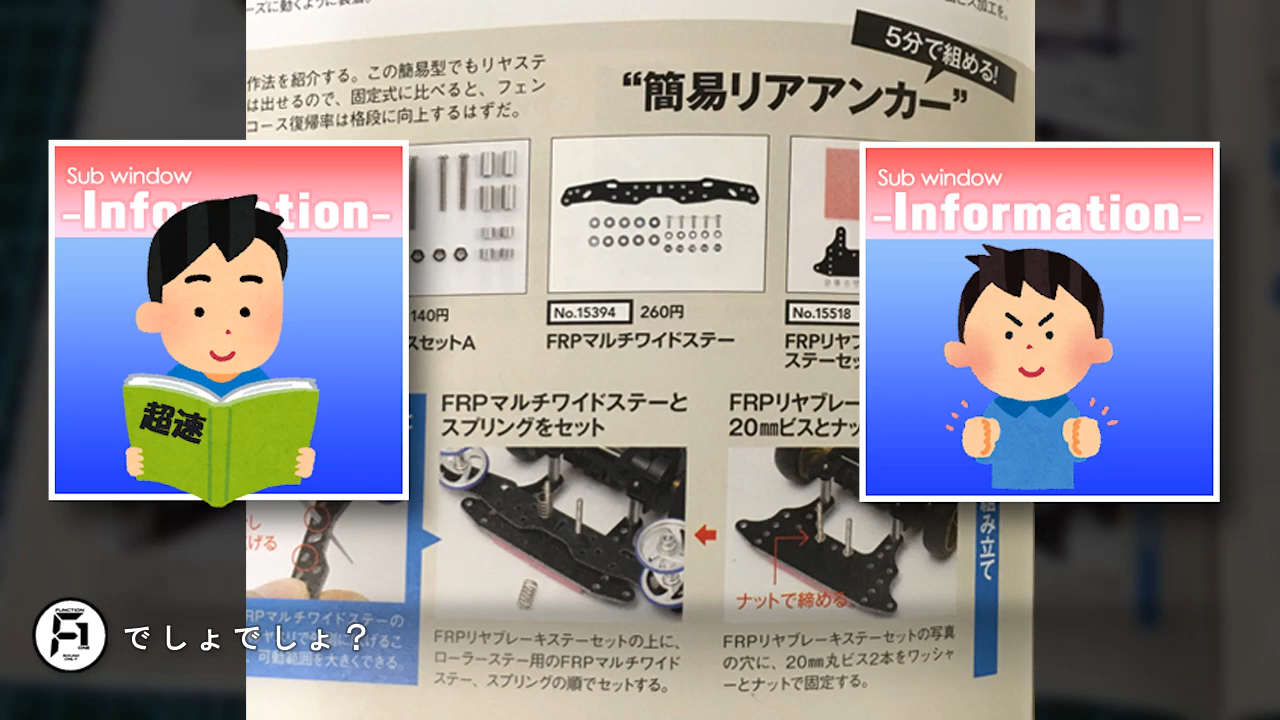 ーズに動くように装
5分で組める!
作法を紹介する。この簡易型でもリヤステ
は出せるので、固定式に比べると、フェン
コース復帰率は格段に向上するはずだ。
“簡易リアアンカー”
Sub window
-Information-
超速
Sub window
-Information-
140円
スセットA
No.15394 260円
FRPマルチワイドステー
No.15518
FRPリヤブ
ステーセッ
FRPマルチワイドステーと
スプリングをセット
FRPリヤブレー
20㎜ビスとナッ
組み立て
ナットで締める
FRPマルチワイドステーの
可動範囲を大きくできる。
FRPリヤブレーキステーセットの上に、
ローラーステー用のFRPマルチワイド
ステー、スプリングの順でセットする。
FRPリヤブレーキステーセットの写真
の穴に、20㎜丸ビス2本をワッシャ
ーとナットで固定する。
FUNCTION
でしょでしょ？